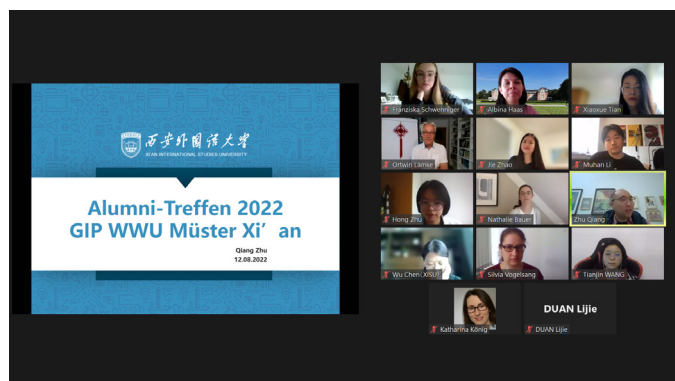 西安外国语大学
XI'AN INTERNATIONAL STUDIES UNIVERSITY
Alumni-Treffen 2022
GIP WWU Müster Xi’an
Qiang Zhu
12.08.2022
Franziska Schwenniger
Albina Haas
Xiaoxue Tian
Ortwin Lämke
Jie Zhao
Muhan Li
Hong Zhu
Nathalie Bauer
Zhu Qiang
Wu Chen (XISU)
Silvia Vogelsang
Tianjin WANG
Katharina König
DUAN Lijie
DUAN Lijie